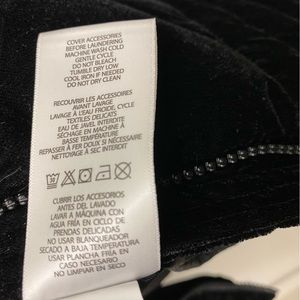 COVER ACCESSORIES
BEFORE LAUNDERING
MACHINE WASH COLD
GENTLE CYCLE
DO NOT BLEACH
TUMBLE DRY LOW
COOL IRON IF NEEDED
DO NOT DRY CLEAN
RECOUVRIR LES ACCESSOIRES
AVANT LAVAGE
LAVAGE À L'EAU FROIDE, CYCLE
TEXTILES DELICATS
EAU DE JAVEL INTERDITE
SÉCHAGE EN MACHINE À
BASSE TEMPÉRATURE
REPASSER À FER DOUX SI NÉCESSAIRE
NETTOYAGE À SEC INTERDIT
30
CUBRIR LOS ACCESORIOS
ANTES DEL LAVADO
LAVAR A MÁQUINA CON
AGUA FRÍA EN CICLO DE
PRENDAS DELICADAS
NO USAR BLANQUEADOR
SECADO A BAJA TEMPERATURA
USAR PLANCHA FRÍA EN
CASO NECESARIO
NO LIMPIAR EN SECO